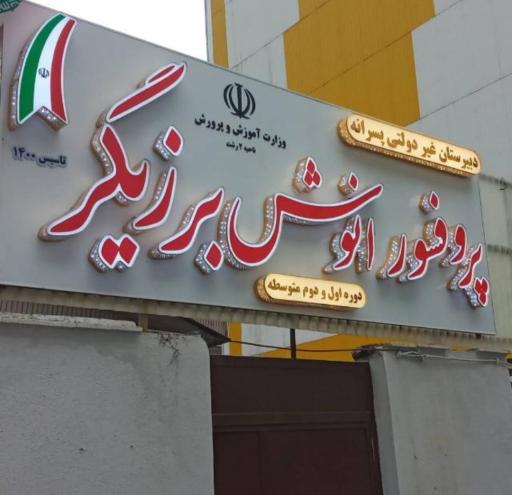 دبیرستان غیر دولتی پسرانه
وزارت آموزش و پرورش
ناحیه ۲ رشت
تاسیس ۱۴۰۰
پروفسور انوش برزیگر
دوره اول و دوم متوسطه